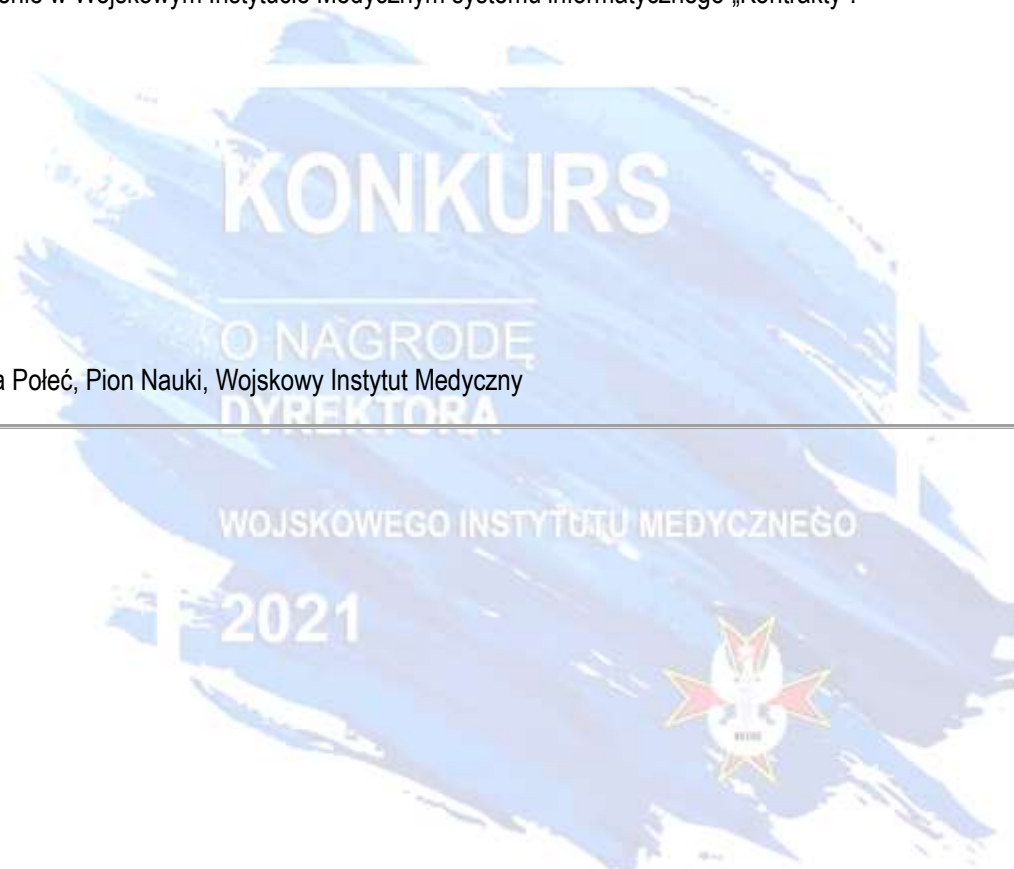 w Wojskowym Instytucie Medycznym systemu informatycznego „Kontrakty”.
KONKURS
O NAGRODĘ
Połeć, Pion Nauki, Wojskowy Instytut Medyczny
DYREKTORA
WOJSKOWEGO INSTYTUTU MEDYCZNEGO
2021